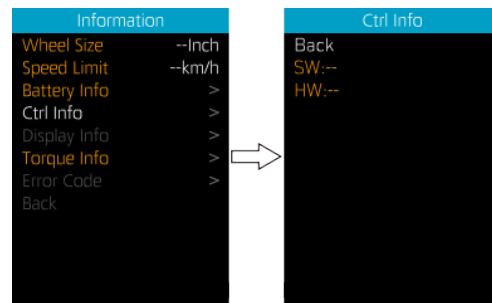 Information
Wheel Size --Inch
Speed Limit --km/h
Battery Info >
Ctrl Info >
Display Info >
Torque Info >
Error Code >
Back
Ctrl Info
Back
SW:--
HW:--